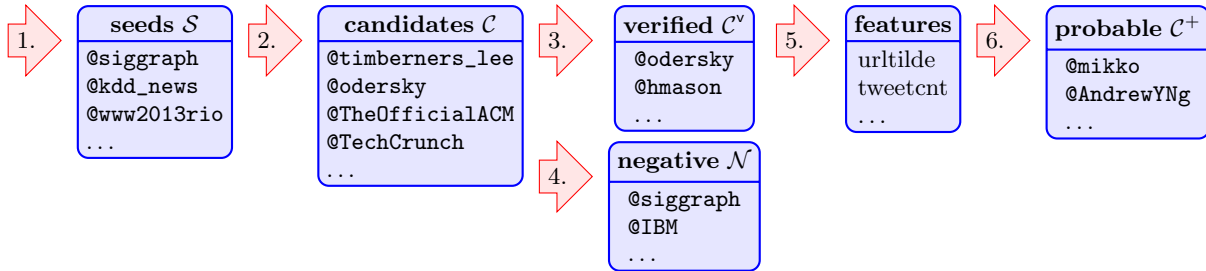 1.
seeds 𝒮
@siggraph
@kdd_news
@www2013rio
...
2.
candidates 𝒞
@timberners_lee
@odersky
@TheOfficialACM
@TechCrunch
...
3.
verified 𝒞ᵛ
@odersky
@hmason
...
4.
negative 𝒩
@siggraph
@IBM
...
5.
features
urltilde
tweetcnt
...
6.
probable 𝒞⁺
@mikko
@AndrewYNg
...